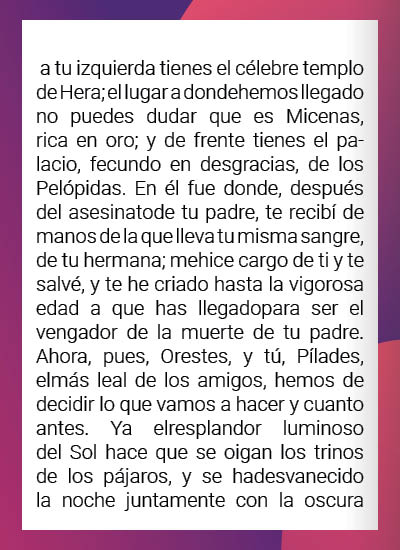 a tu izquierda tienes el célebre templo
de Hera; el lugar a dondehemos llegado
no puedes dudar que es Micenas,
rica en oro; y de frente tienes el pa-
lacio, fecundo en desgracias, de los
Pelópidas. En él fue donde, después
del asesinatode tu padre, te recibí de
manos de la que lleva tu misma sangre,
de tu hermana; mehice cargo de ti y te
salvé, y te he criado hasta la vigorosa
edad a que has llegadopara ser el
vengador de la muerte de tu padre.
Ahora, pues, Orestes, y tú, Pílades,
elmás leal de los amigos, hemos de
decidir lo que vamos a hacer y cuanto
antes. Ya elresplandor luminoso
del Sol hace que se oigan los trinos
de los pájaros, y se hadesvanecido
la noche juntamente con la oscura